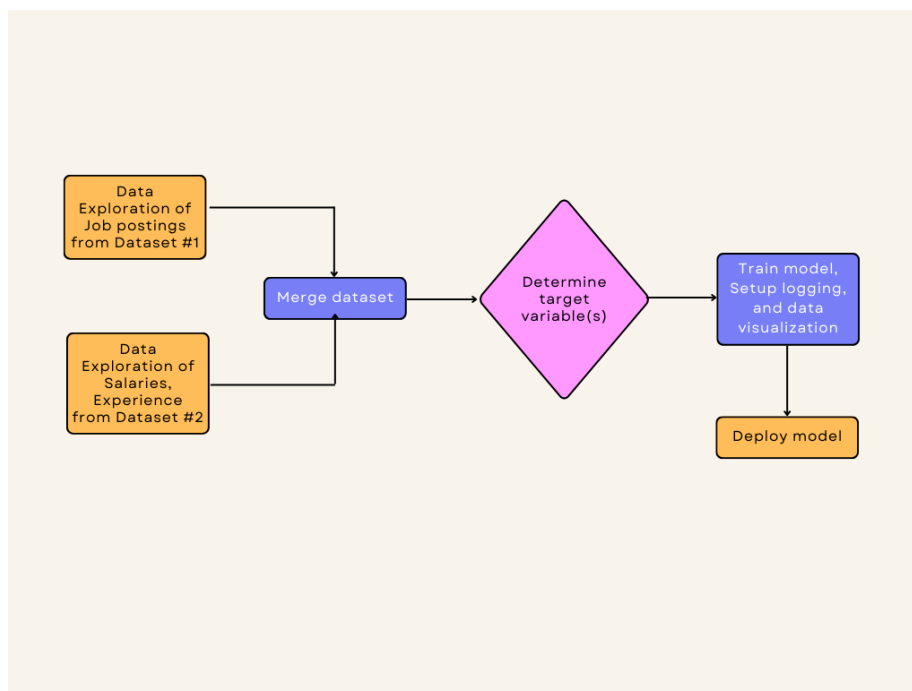 Data
Exploration of
Job postings
from Dataset #1
Data
Exploration of
Salaries,
Experience
from Dataset #2
Merge dataset
Determine
target
variable(s)
Train model,
Setup logging,
and data
visualization
Deploy model